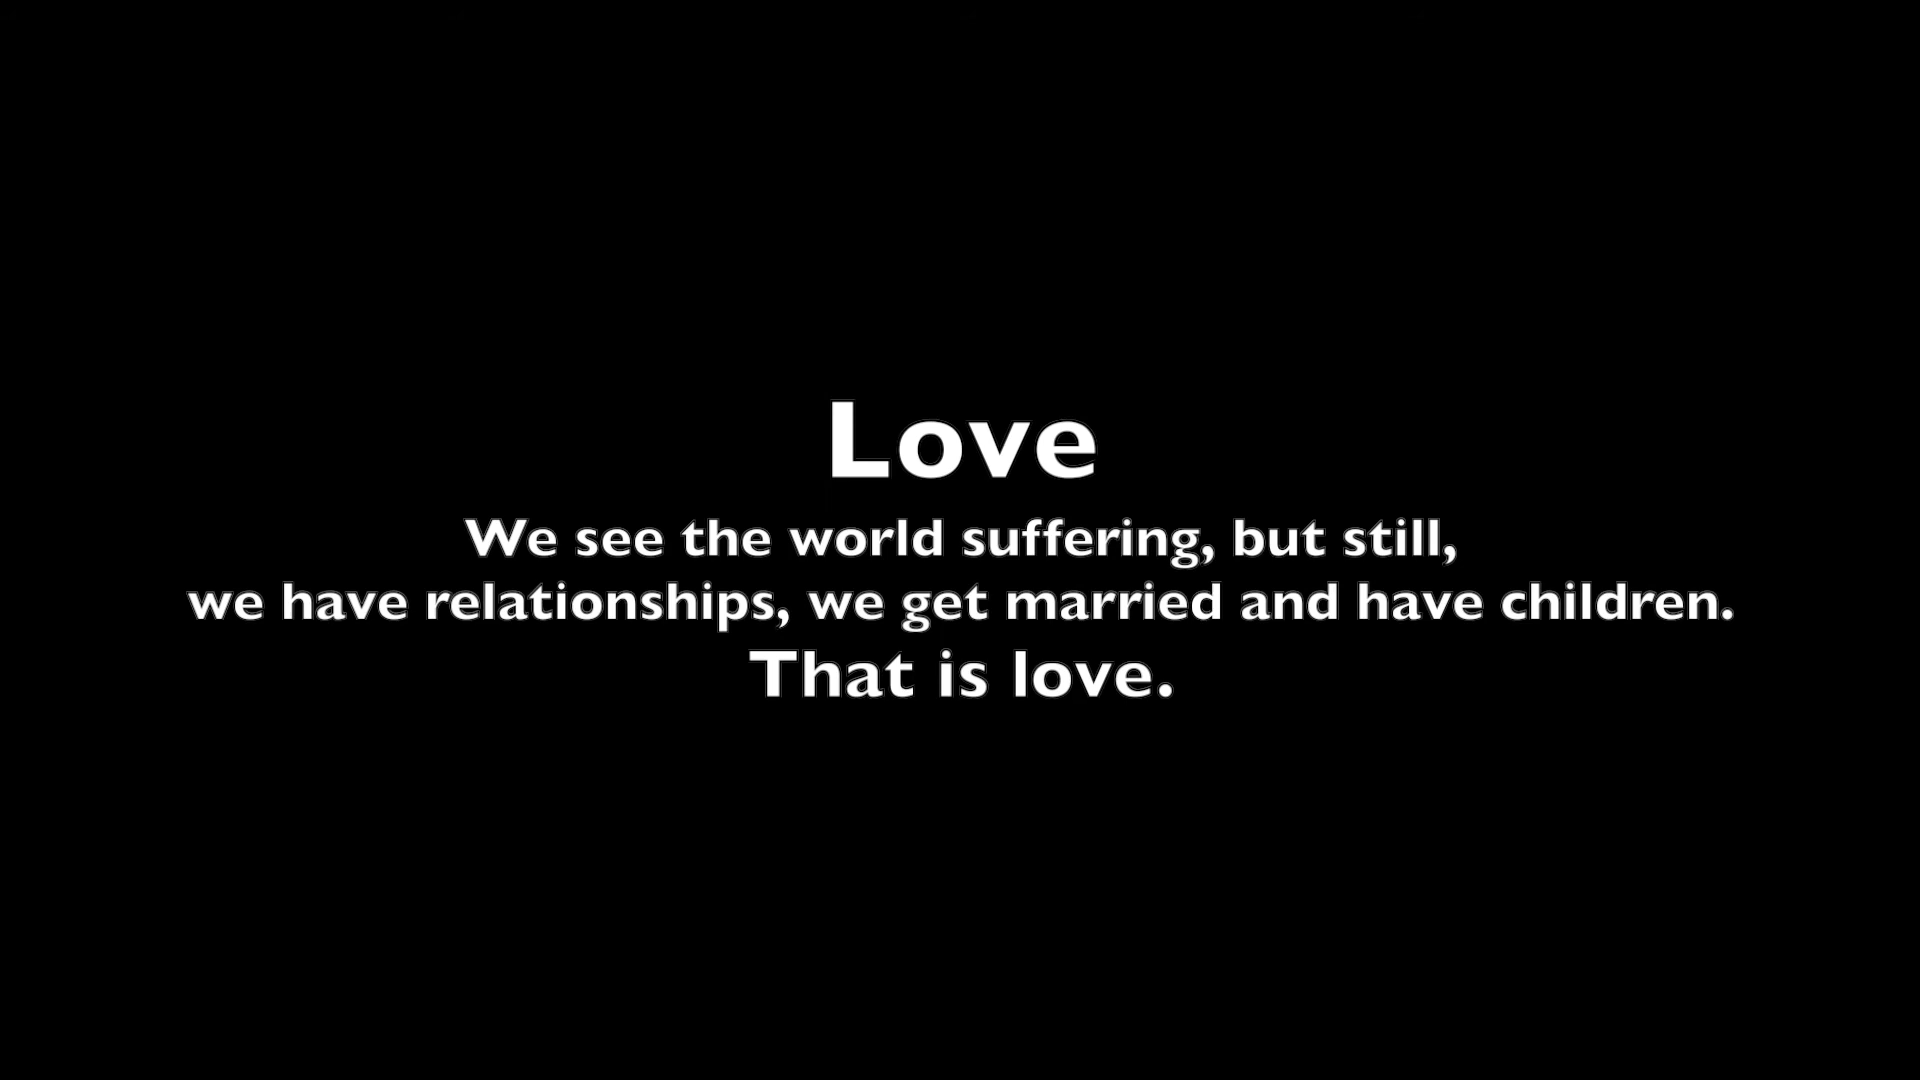 Love
We see the world suffering, but still,
we have relationships, we get married and have children.
That is love.